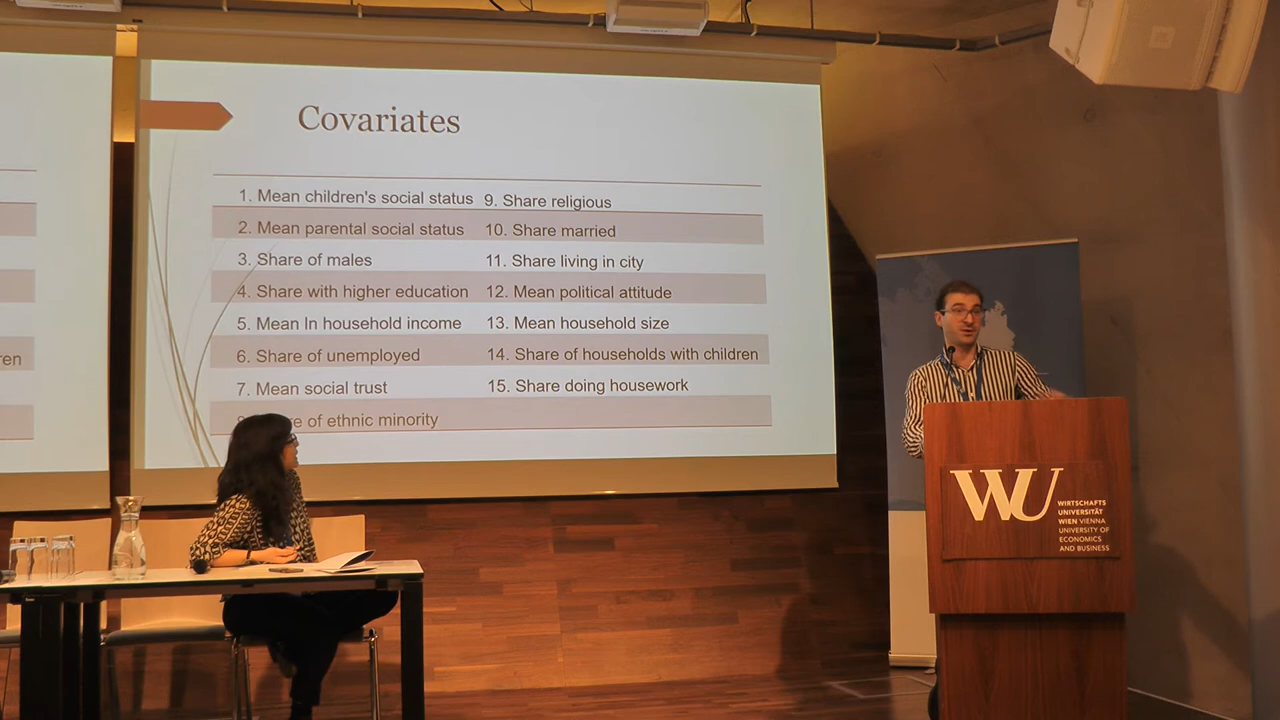 Covariates
1. Mean children's social status
2. Mean parental social status
3. Share of males
4. Share with higher education
5. Mean ln household income
6. Share of unemployed
7. Mean social trust
of ethnic minority
9. Share religious
10. Share married
11. Share living in city
12. Mean political attitude
13. Mean household size
14. Share of households with children
15. Share doing housework
ren
WU
WIRTSCHAFTS
UNIVERSITÄT
WIEN VIENNA
UNIVERSITY OF
ECONOMICS
AND BUSINESS